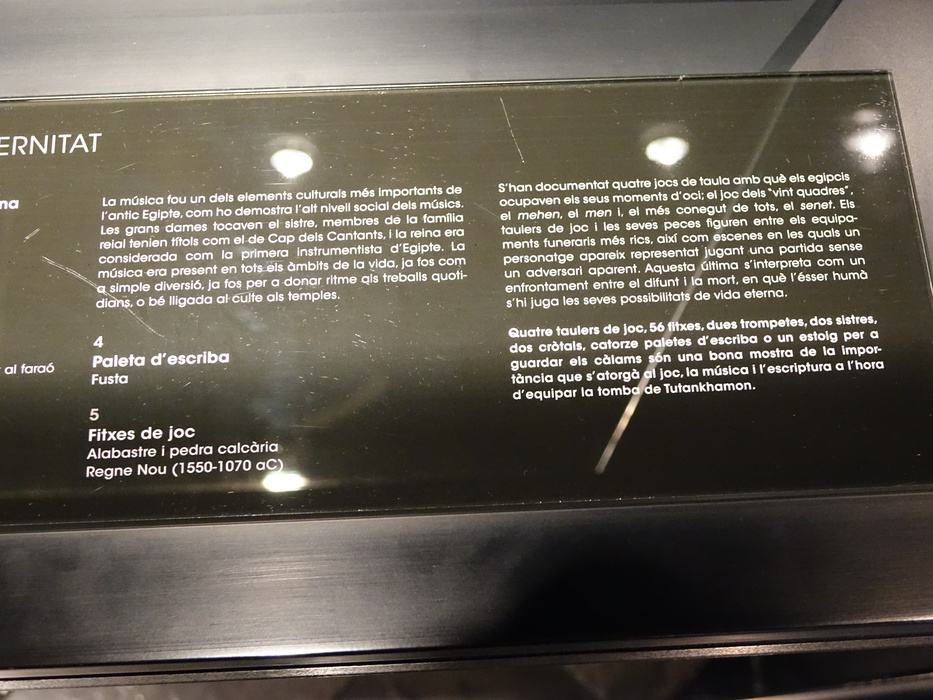 ERNITAT
na
al faraó
La música fou un dels elements culturals més importants de
l'antic Egipte, com ho demostra l'alt nivell social dels músics.
Les grans dames tocaven el sistre, membres de la família
reial tenien títols com el de Cap dels Cantants, i la reina era
considerada com la primera instrumentista d'Egipte. La
música era present en tots els àmbits de la vida, ja fos com
a simple diversió, ja fos per a donar ritme als treballs quoti-
dians, o bé lligada al culte als temples.
4
Paleta d'escriba
Fusta
5
Fitxes de joc
Alabastre i pedra calcària
Regne Nou (1550-1070 aC)
S'han documentat quatre jocs de taula amb què els egipcis
ocupaven els seus moments d'oci; el joc dels "vint quadres",
el mehen, el men i, el més conegut de tots, el senet. Els
taulers de joc i les seves peces figuren entre els equipa-
ments funeraris més rics, així com escenes en les quals un
personatge apareix representat jugant una partida sense
un adversari aparent. Aquesta última s'interpreta com un
enfrontament entre el difunt i la mort, en què l'ésser humà
s'hi juga les seves possibilitats de vida eterna.
Quatre taulers de joc, 56 fitxes, dues trompetes, dos sistres,
dos cròtals, catorze paletes d'escriba o un estoig per a
guardar els càlams són una bona mostra de la impor-
tància que s'atorgà al joc, la música i l'escriptura a l'hora
d'equipar la tomba de Tutankhamon.